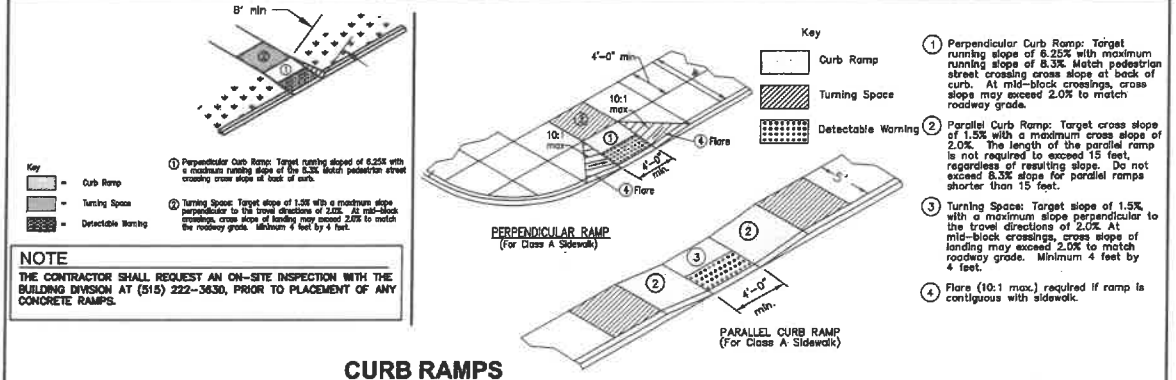 8' min
②
①
Key
= Curb Ramp
= Turning Space
= Detectable Warning
① Perpendicular Curb Ramp: Target running sloped of 6.25% with
a maximum running slope of the 8.3% Match pedestrian street
crossing cross slope at back of curb.
② Turning Space: Target slope of 1.5% with a maximum slope
perpendicular to the travel directions of 2.0%. At mid-block
crossings, cross slope of landing may exceed 2.0% to match
the roadway grade. Minimum 4 feet by 4 feet.
NOTE
THE CONTRACTOR SHALL REQUEST AN ON-SITE INSPECTION WITH THE
BUILDING DIVISION AT (515) 222-3630, PRIOR TO PLACEMENT OF ANY
CONCRETE RAMPS.
4'-0" min
10:1
max
③
①
10:1
max
④ Flare
4'-0"
min.
④ Flare
PERPENDICULAR RAMP
(For Class A Sidewalk)
Key
Curb Ramp
Turning Space
Detectable Warning
5'
②
③
②
4'-0"
min.
PARALLEL CURB RAMP
(For Class A Sidewalk)
① Perpendicular Curb Ramp: Target
running slope of 6.25% with maximum
running slope of 8.3% Match pedestrian
street crossing cross slope at back of
curb. At mid-block crossings, cross
slope may exceed 2.0% to match
roadway grade.
② Parallel Curb Ramp: Target cross slope
of 1.5% with a maximum cross slope of
2.0%. The length of the parallel ramp
is not required to exceed 15 feet,
regardless of resulting slope. Do not
exceed 8.3% slope for parallel ramps
shorter than 15 feet.
③ Turning Space: Target slope of 1.5%,
with a maximum slope perpendicular to
the travel directions of 2.0%. At
mid-block crossings, cross slope of
landing may exceed 2.0% to match
roadway grade. Minimum 4 feet by
4 feet.
④ Flare (10:1 max.) required if ramp is
contiguous with sidewalk.
CURB RAMPS